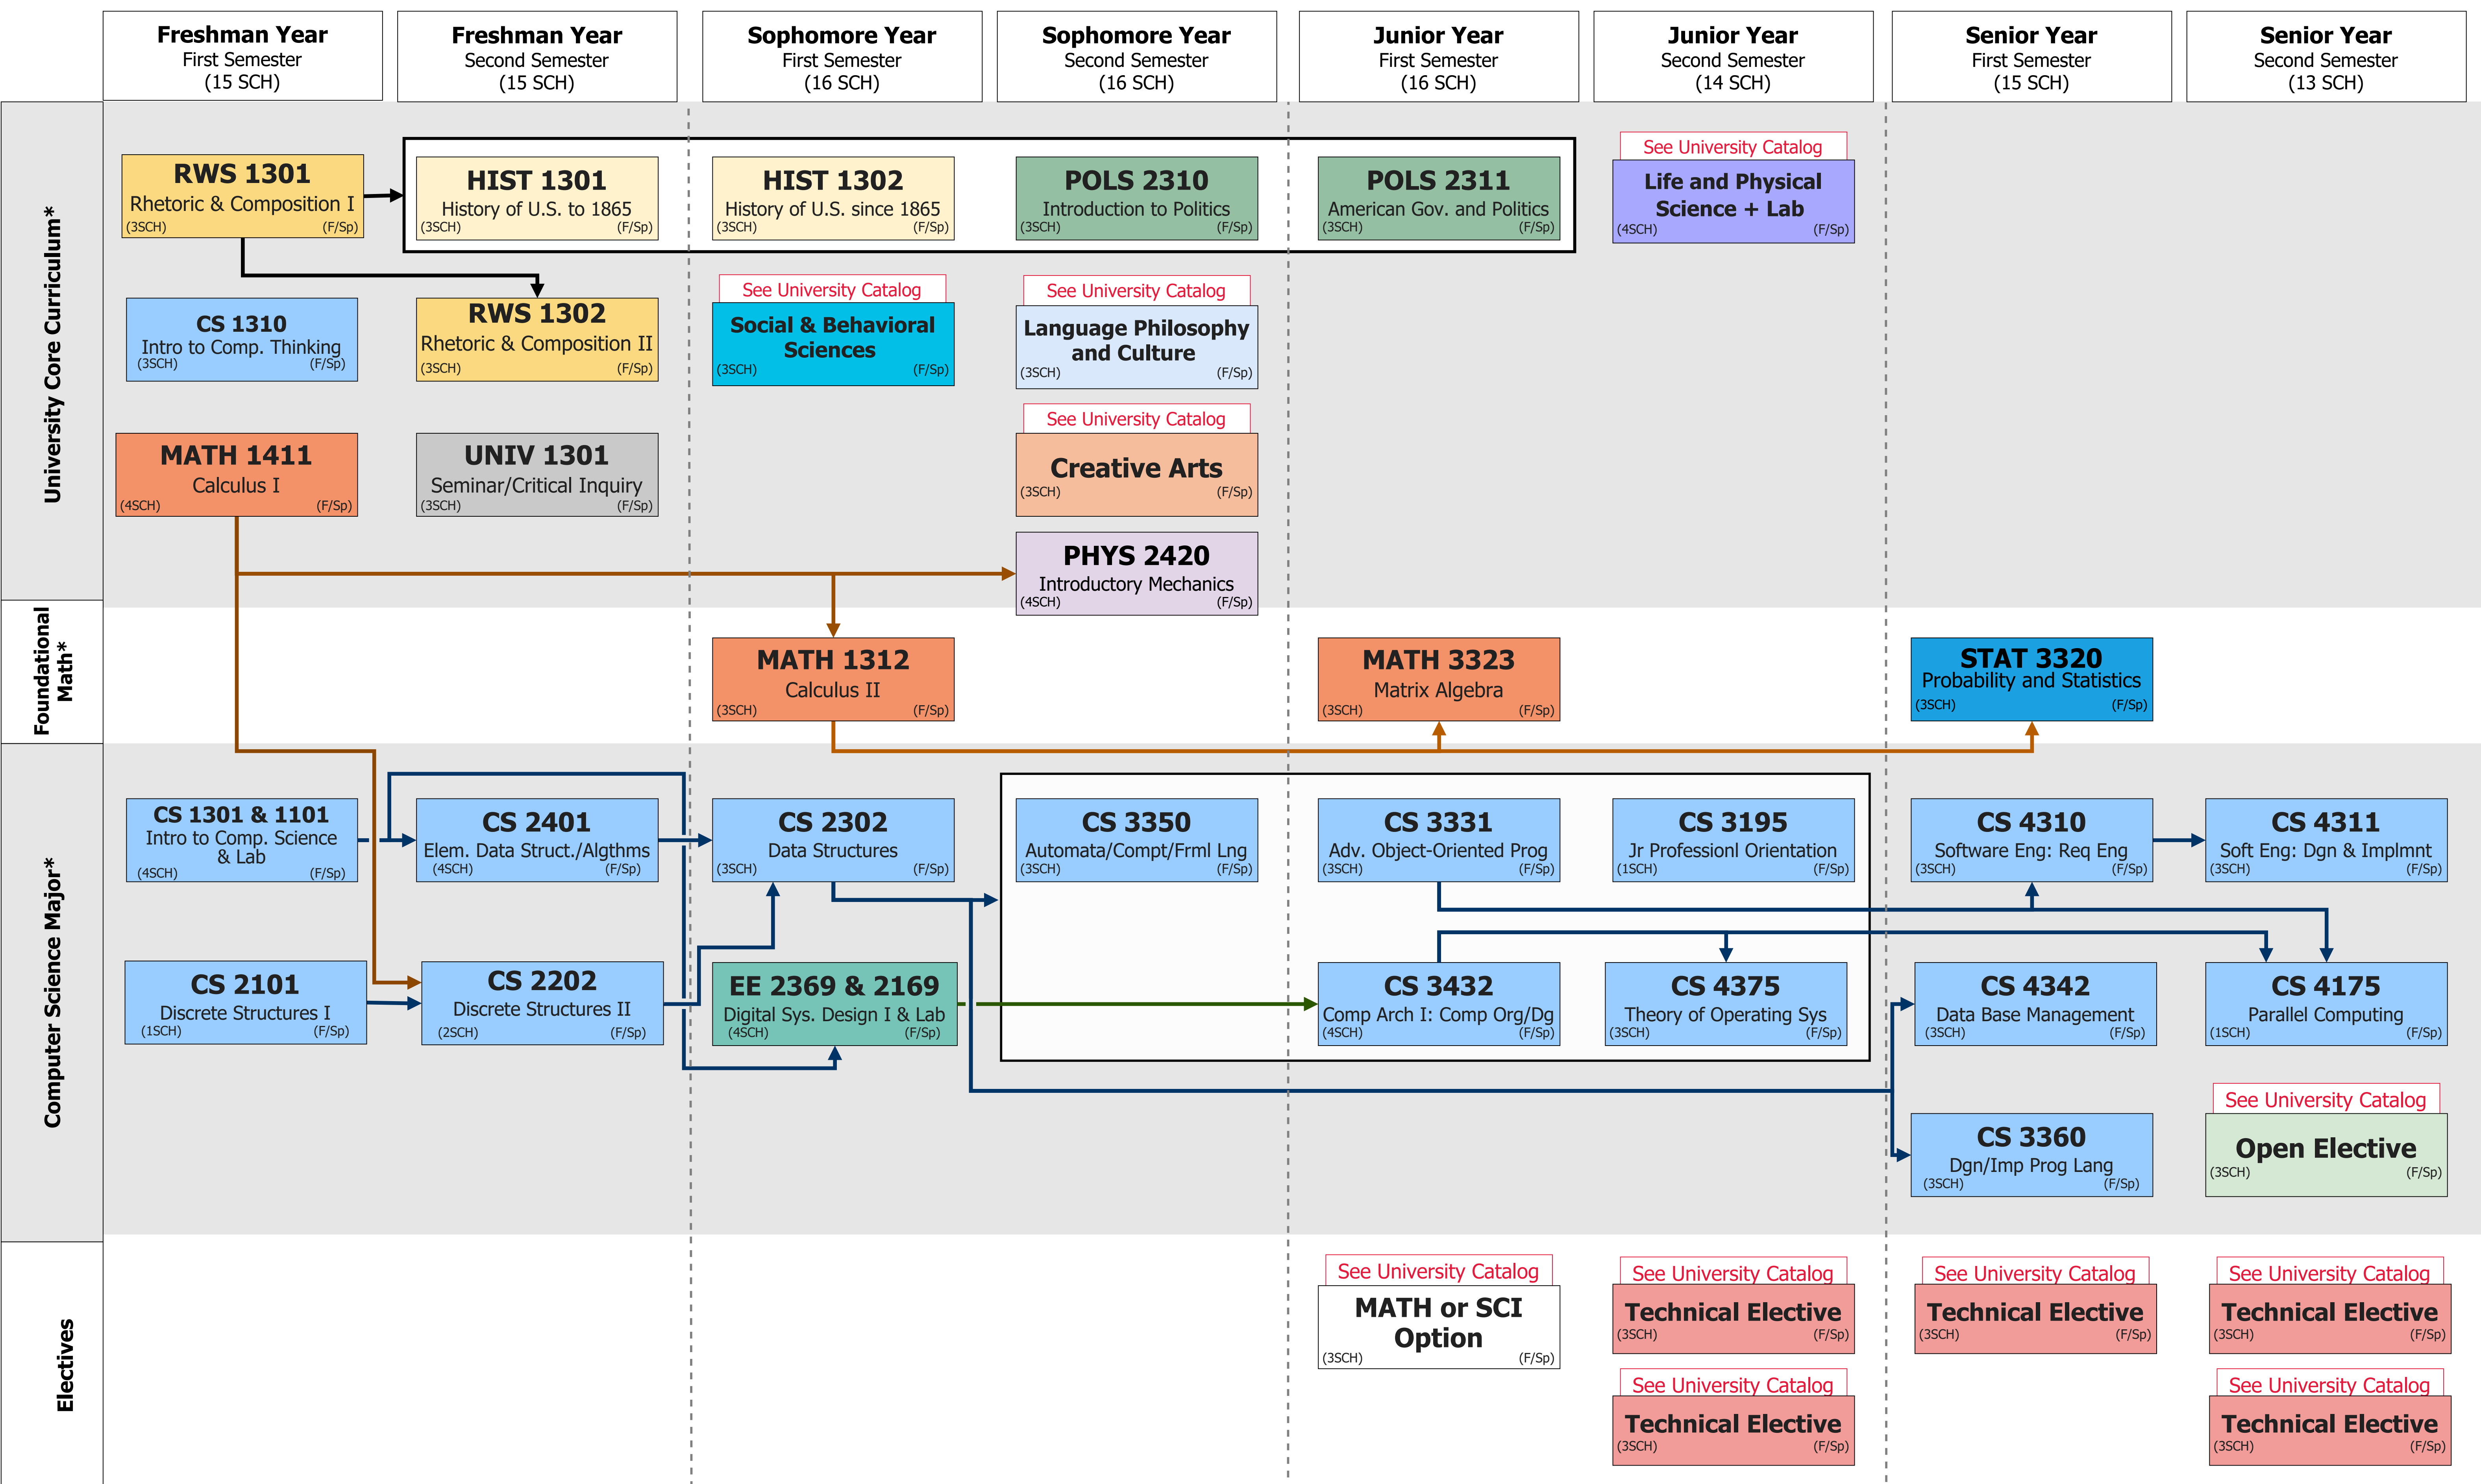 Freshman Year
First Semester
(15 SCH)
Freshman Year
Second Semester
(15 SCH)
Sophomore Year
First Semester
(16 SCH)
Sophomore Year
Second Semester
(16 SCH)
Junior Year
First Semester
(16 SCH)
Junior Year
Second Semester
(14 SCH)
Senior Year
First Semester
(15 SCH)
Senior Year
Second Semester
(13 SCH)
University Core Curriculum*
RWS 1301
Rhetoric & Composition I
(3SCH) (F/Sp)
HIST 1301
History of U.S. to 1865
(3SCH) (F/Sp)
HIST 1302
History of U.S. since 1865
(3SCH) (F/Sp)
POLS 2310
Introduction to Politics
(3SCH) (F/Sp)
POLS 2311
American Gov. and Politics
(3SCH) (F/Sp)
See University Catalog
Life and Physical
Science + Lab
(4SCH) (F/Sp)
CS 1310
Intro to Comp. Thinking
(3SCH) (F/Sp)
RWS 1302
Rhetoric & Composition II
(3SCH) (F/Sp)
See University Catalog
Social & Behavioral
Sciences
(3SCH) (F/Sp)
See University Catalog
Language Philosophy
and Culture
(3SCH) (F/Sp)
MATH 1411
Calculus I
(4SCH) (F/Sp)
UNIV 1301
Seminar/Critical Inquiry
(3SCH) (F/Sp)
See University Catalog
Creative Arts
(3SCH) (F/Sp)
PHYS 2420
Introductory Mechanics
(4SCH) (F/Sp)
Foundational
Math*
MATH 1312
Calculus II
(3SCH) (F/Sp)
MATH 3323
Matrix Algebra
(3SCH) (F/Sp)
STAT 3320
Probability and Statistics
(3SCH) (F/Sp)
Computer Science Major*
CS 1301 & 1101
Intro to Comp. Science
& Lab
(4SCH) (F/Sp)
CS 2401
Elem. Data Struct./Algthms
(4SCH) (F/Sp)
CS 2302
Data Structures
(3SCH) (F/Sp)
CS 3350
Automata/Compt/Frml Lng
(3SCH) (F/Sp)
CS 3331
Adv. Object-Oriented Prog
(3SCH) (F/Sp)
CS 3195
Jr Professionl Orientation
(1SCH) (F/Sp)
CS 4310
Software Eng: Req Eng
(3SCH) (F/Sp)
CS 4311
Soft Eng: Dgn & Implmnt
(3SCH) (F/Sp)
CS 2101
Discrete Structures I
(1SCH) (F/Sp)
CS 2202
Discrete Structures II
(2SCH) (F/Sp)
EE 2369 & 2169
Digital Sys. Design I & Lab
(4SCH) (F/Sp)
CS 3432
Comp Arch I: Comp Org/Dg
(4SCH) (F/Sp)
CS 4375
Theory of Operating Sys
(3SCH) (F/Sp)
CS 4342
Data Base Management
(3SCH) (F/Sp)
CS 4175
Parallel Computing
(1SCH) (F/Sp)
CS 3360
Dgn/Imp Prog Lang
(3SCH) (F/Sp)
See University Catalog
Open Elective
(3SCH) (F/Sp)
Electives
See University Catalog
MATH or SCI
Option
(3SCH) (F/Sp)
See University Catalog
Technical Elective
(3SCH) (F/Sp)
See University Catalog
Technical Elective
(3SCH) (F/Sp)
See University Catalog
Technical Elective
(3SCH) (F/Sp)
See University Catalog
Technical Elective
(3SCH) (F/Sp)
See University Catalog
Technical Elective
(3SCH) (F/Sp)